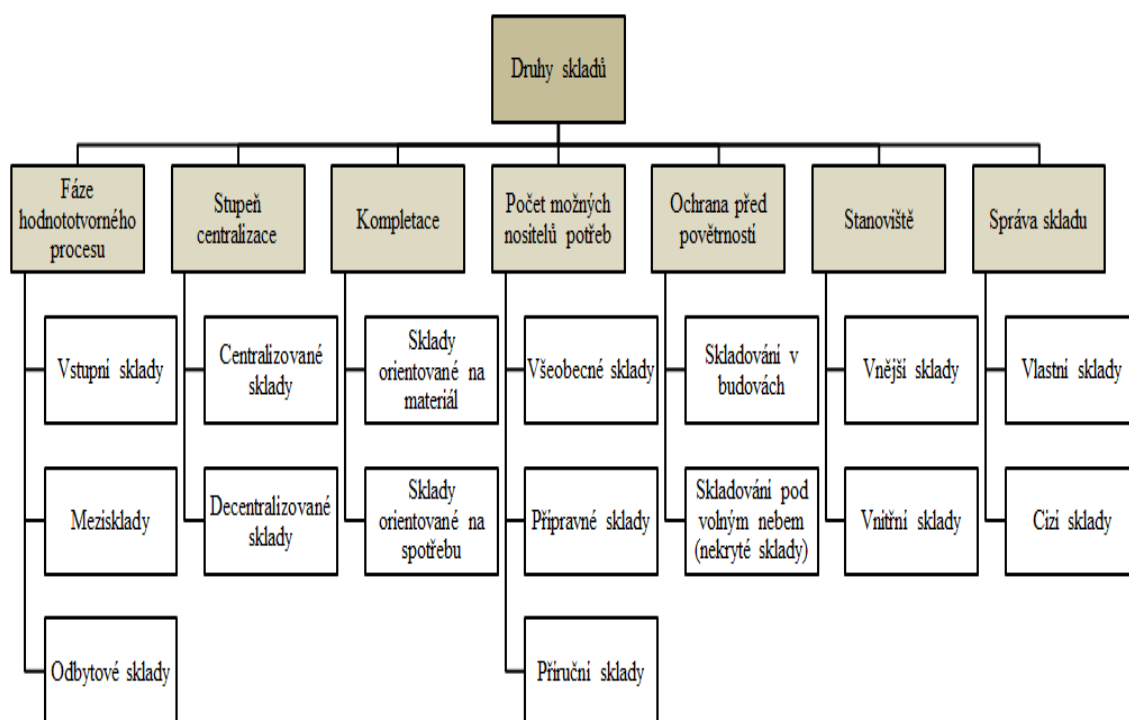 Druhy skladů
Fáze
hodnototvorného
procesu
Stupeň
centralizace
Kompletace
Počet možných
nositelů potřeb
Ochrana před
povětrností
Stanoviště
Správa skladu
Vstupní sklady
Centralizované
sklady
Sklady
orientované na
materiál
Všeobecné sklady
Skladování v
budovách
Vnější sklady
Vlastní sklady
Mezisklady
Decentralizované
sklady
Sklady
orientované na
spotřebu
Přípravné sklady
Skladování pod
volným nebem
(nekryté sklady)
Vnitřní sklady
Cizí sklady
Odbytové sklady
Příruční sklady